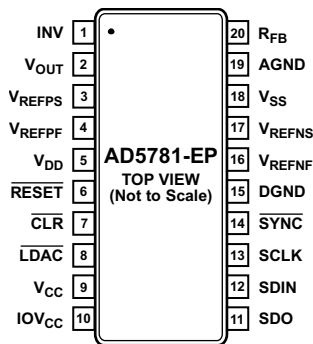 INV 1
VOUT 2
VREFPS 3
VREFPF 4
VDD 5
RESET 6
CLR 7
LDAC 8
VCC 9
IOVCC 10
AD5781-EP
TOP VIEW
(Not to Scale)
20 RFB
19 AGND
18 VSS
17 VREFNS
16 VREFNF
15 DGND
14 SYNC
13 SCLK
12 SDIN
11 SDO